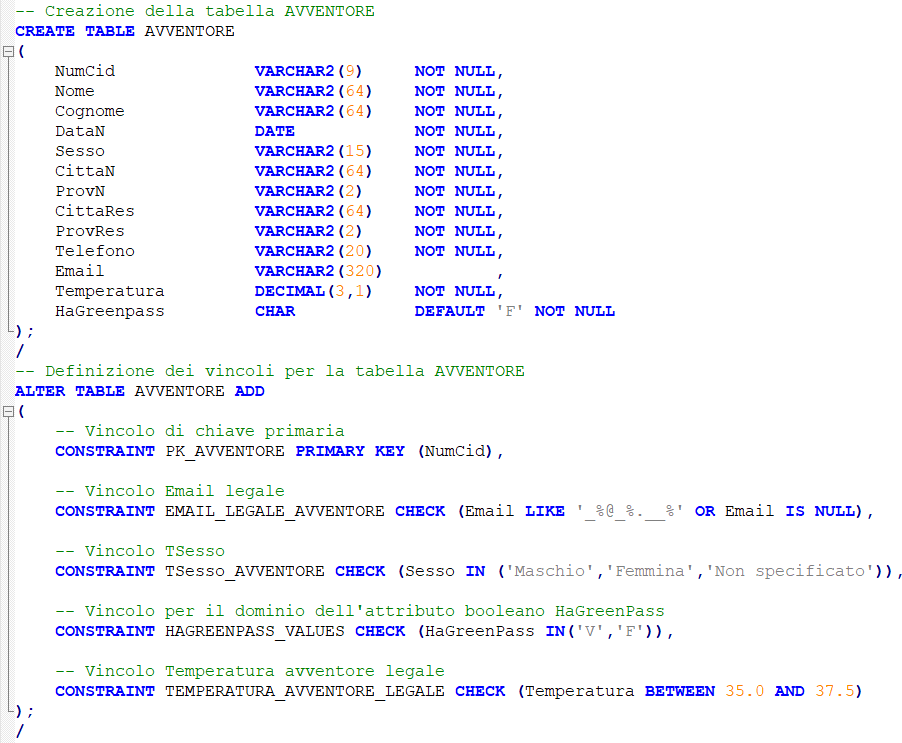 -- Creazione della tabella AVVENTORE
CREATE TABLE AVVENTORE
(
    NumCid              VARCHAR2(9)     NOT NULL,
    Nome                VARCHAR2(64)    NOT NULL,
    Cognome             VARCHAR2(64)    NOT NULL,
    DataN               DATE            NOT NULL,
    Sesso               VARCHAR2(15)    NOT NULL,
    CittaN              VARCHAR2(64)    NOT NULL,
    ProvN               VARCHAR2(2)     NOT NULL,
    CittaRes            VARCHAR2(64)    NOT NULL,
    ProvRes             VARCHAR2(2)     NOT NULL,
    Telefono            VARCHAR2(20)    NOT NULL,
    Email               VARCHAR2(320)           ,
    Temperatura         DECIMAL(3,1)    NOT NULL,
    HaGreenpass         CHAR            DEFAULT 'F' NOT NULL
);
/
-- Definizione dei vincoli per la tabella AVVENTORE
ALTER TABLE AVVENTORE ADD
(
    -- Vincolo di chiave primaria
    CONSTRAINT PK_AVVENTORE PRIMARY KEY (NumCid),

    -- Vincolo Email legale
    CONSTRAINT EMAIL_LEGALE_AVVENTORE CHECK (Email LIKE '_%@_%.__%' OR Email IS NULL),

    -- Vincolo TSesso
    CONSTRAINT TSesso_AVVENTORE CHECK (Sesso IN ('Maschio','Femmina','Non specificato')),

    -- Vincolo per il dominio dell'attributo booleano HaGreenPass
    CONSTRAINT HAGREENPASS_VALUES CHECK (HaGreenPass IN('V','F')),

    -- Vincolo Temperatura avventore legale
    CONSTRAINT TEMPERATURA_AVVENTORE_LEGALE CHECK (Temperatura BETWEEN 35.0 AND 37.5)
);
/